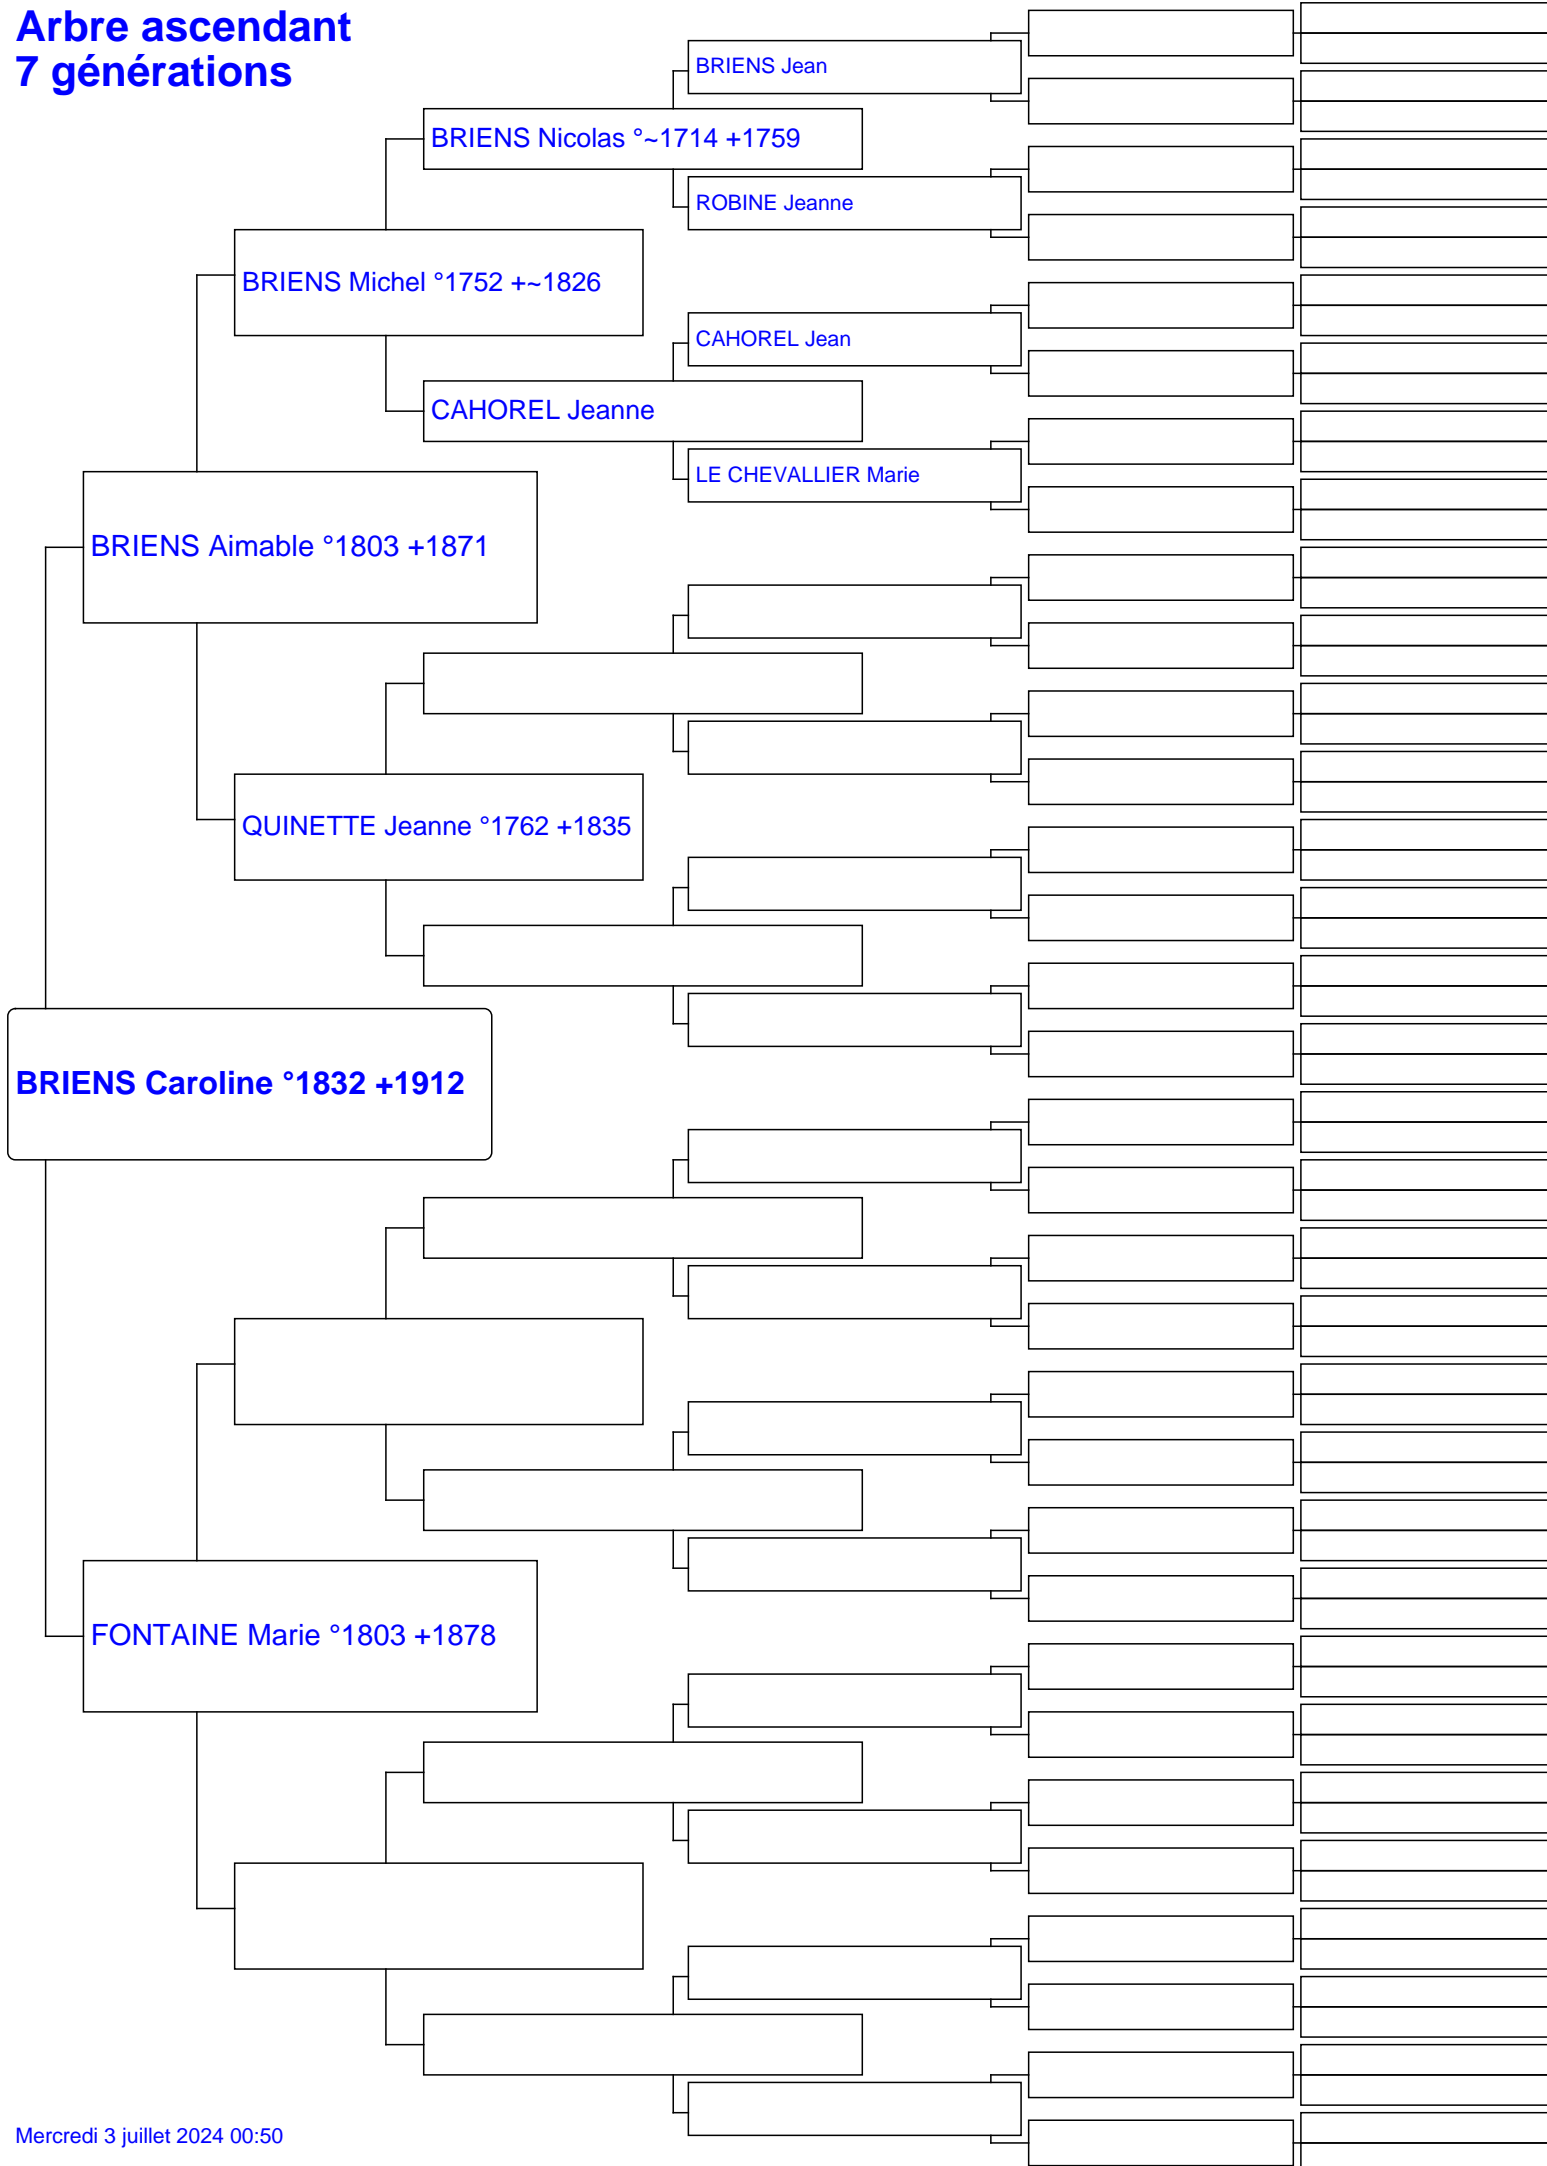 Arbre ascendant
7 générations
BRIENS Jean
BRIENS Nicolas °~1714 +1759
ROBINE Jeanne
BRIENS Michel °1752 +~1826
CAHOREL Jean
CAHOREL Jeanne
LE CHEVALLIER Marie
BRIENS Aimable °1803 +1871
QUINETTE Jeanne °1762 +1835
BRIENS Caroline °1832 +1912
FONTAINE Marie °1803 +1878
Mercredi 3 juillet 2024 00:50